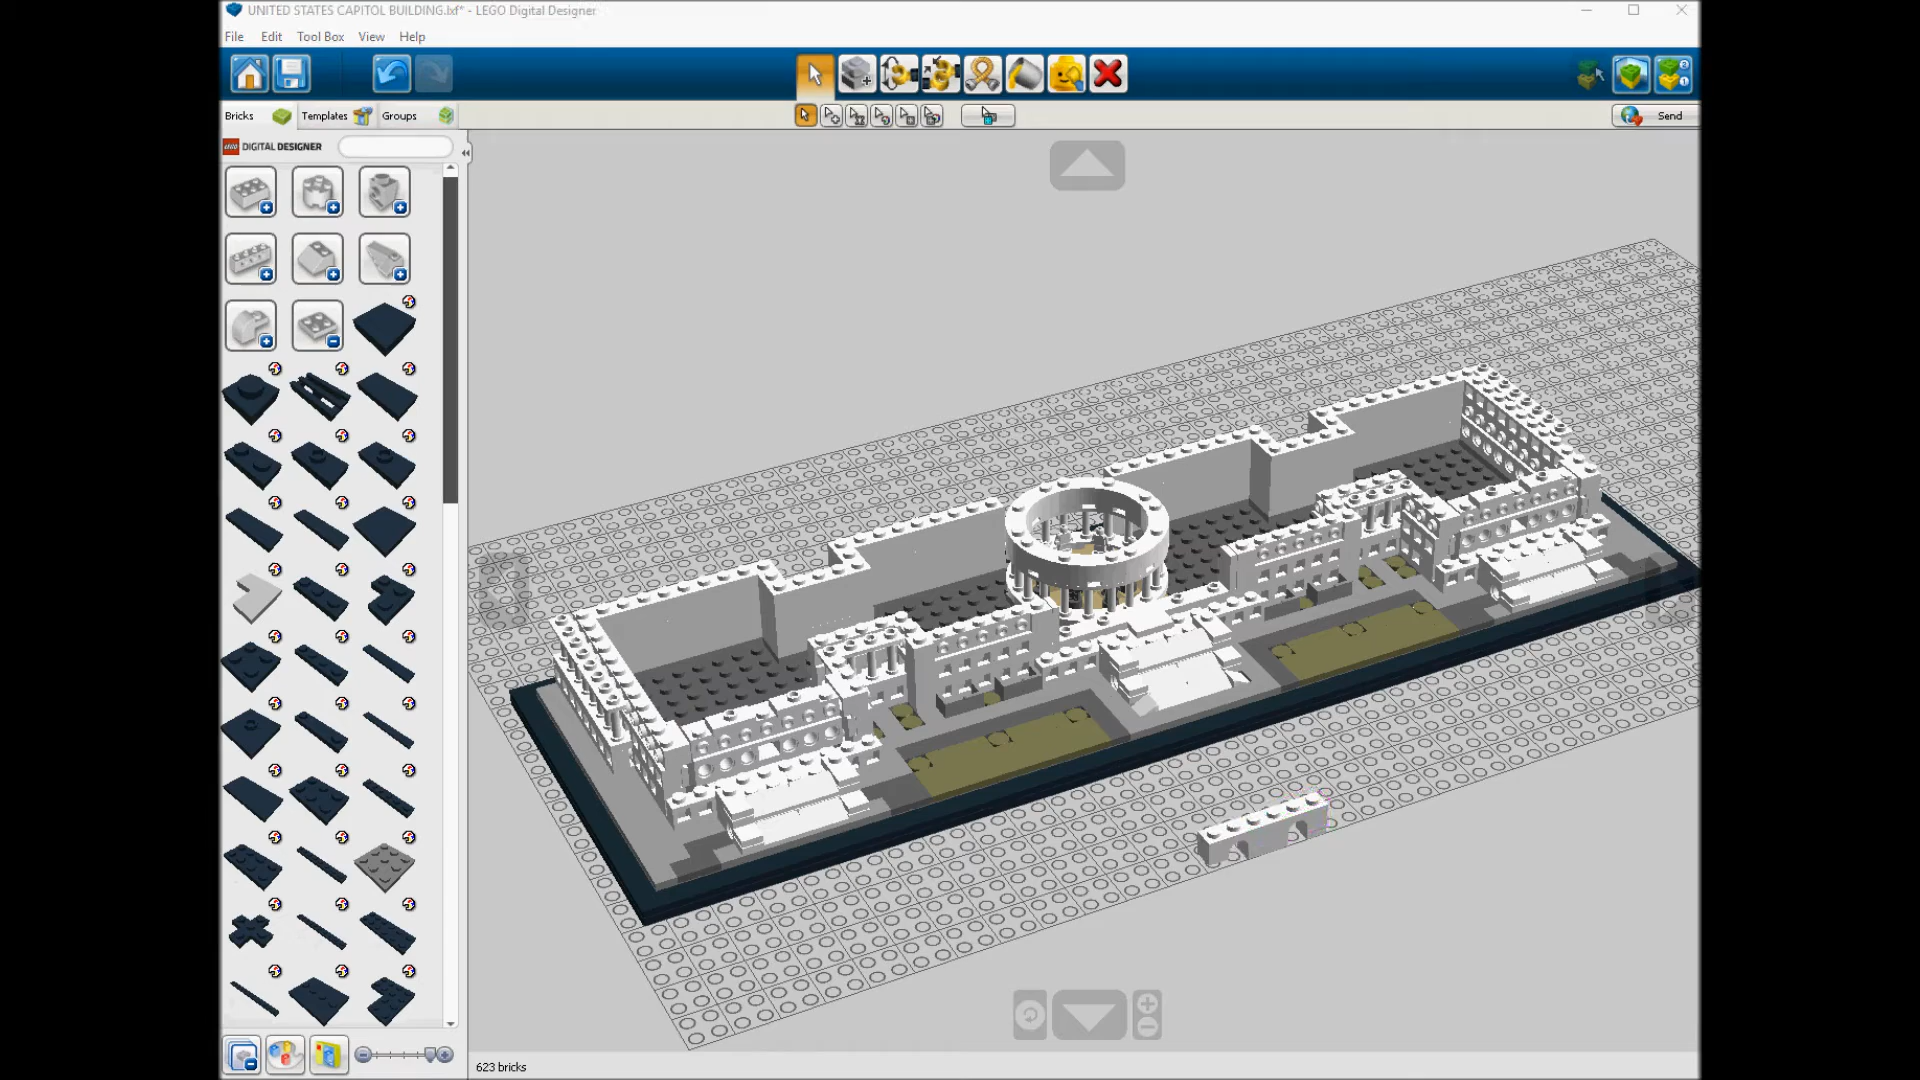 UNITED STATES CAPITOL BUILDING.lxf* - LEGO Digital Designer
File Edit Tool Box View Help
Bricks Templates Groups
Send
LEGO DIGITAL DESIGNER
623 bricks